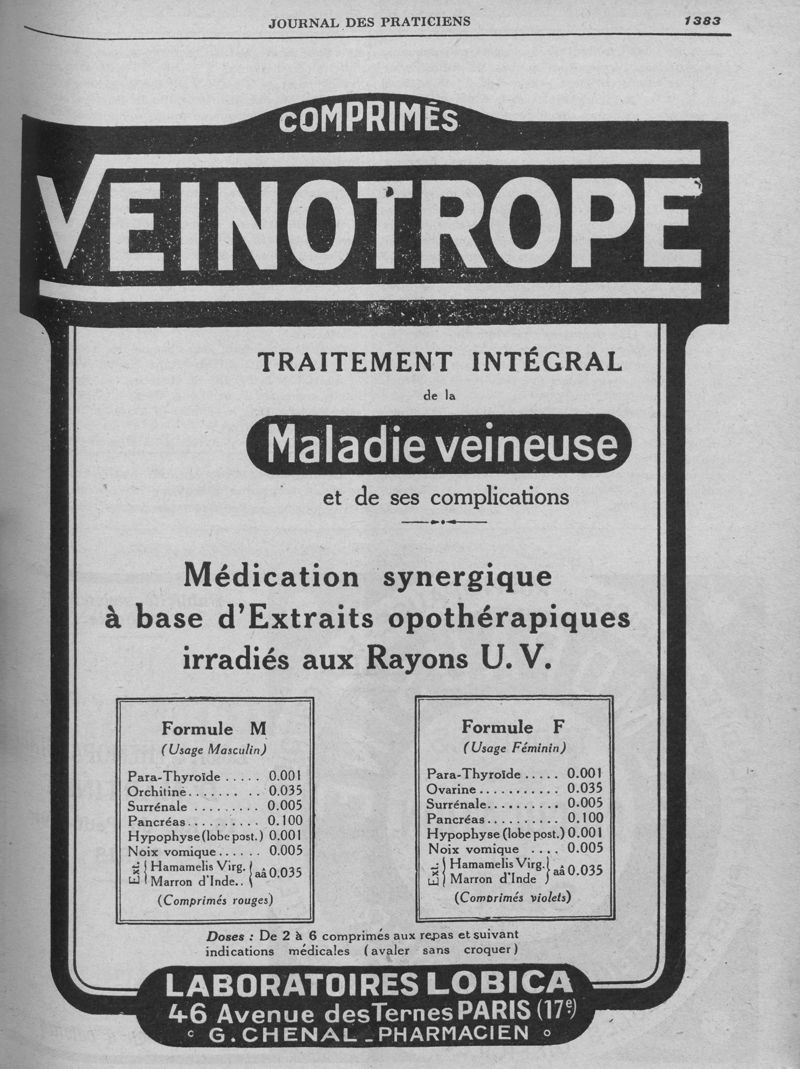 JOURNAL DES PRATICIENS 1383
COMPRIMÉS
VEINOTROPE
TRAITEMENT INTÉGRAL
de la
Maladie veineuse
et de ses complications
Médication synergique
à base d'Extraits opothérapiques
irradiés aux Rayons U. V.
Formule M
(Usage Masculin)
Para-Thyroïde ..... 0.001
Orchitine........ .. 0.035
Surrénale ......... 0.005
Pancréas.......... 0.100
Hypophyse (lobe post.) 0.001
Noix vomique ...... 0.005
Ext. { Hamamelis Virg. } aâ 0.035
Marron d'Inde..
(Comprimés rouges)
Formule F
(Usage Féminin)
Para-Thyroïde ..... 0.001
Ovarine ........... 0.035
Surrénale.......... 0.005
Pancréas........... 0.100
Hypophyse (lobe post.) 0.001
Noix vomique .... 0.005
Ext. { Hamamelis Virg. } aâ 0.035
Marron d'Inde
(Comprimés violets)
Doses : De 2 à 6 comprimés aux repas et suivant
indications médicales (avaler sans croquer)
LABORATOIRES LOBICA
46 Avenue des Ternes PARIS (17e)
G. CHENAL - PHARMACIEN